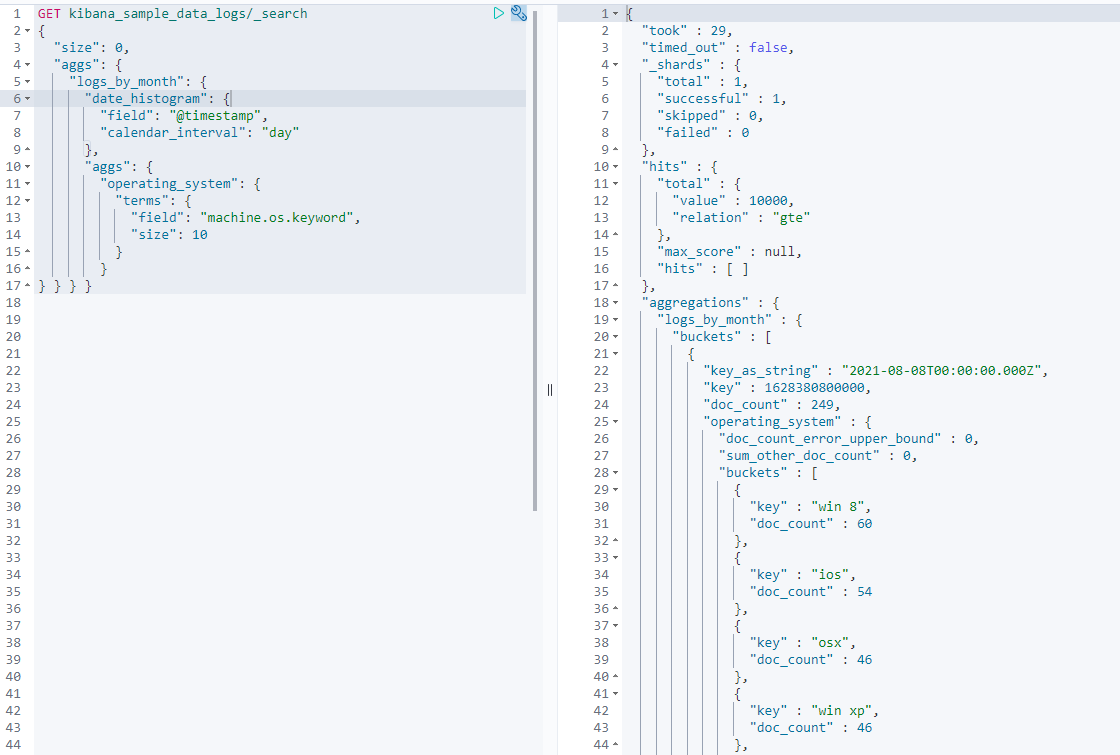 1 GET kibana_sample_data_logs/_search
2 {
3 "size": 0,
4 "aggs": {
5 "logs_by_month": {
6 "date_histogram": {
7 "field": "@timestamp",
8 "calendar_interval": "day"
9 },
10 "aggs": {
11 "operating_system": {
12 "terms": {
13 "field": "machine.os.keyword",
14 "size": 10
15 }
16 }
17 } } } }
18
19
20
21
22
23
24
25
26
27
28
29
30
31
32
33
34
35
36
37
38
39
40
41
42
43
44
1 {
2 "took" : 29,
3 "timed_out" : false,
4 "_shards" : {
5 "total" : 1,
6 "successful" : 1,
7 "skipped" : 0,
8 "failed" : 0
9 },
10 "hits" : {
11 "total" : {
12 "value" : 10000,
13 "relation" : "gte"
14 },
15 "max_score" : null,
16 "hits" : [ ]
17 },
18 "aggregations" : {
19 "logs_by_month" : {
20 "buckets" : [
21 {
22 "key_as_string" : "2021-08-08T00:00:00.000Z",
23 "key" : 1628380800000,
24 "doc_count" : 249,
25 "operating_system" : {
26 "doc_count_error_upper_bound" : 0,
27 "sum_other_doc_count" : 0,
28 "buckets" : [
29 {
30 "key" : "win 8",
31 "doc_count" : 60
32 },
33 {
34 "key" : "ios",
35 "doc_count" : 54
36 },
37 {
38 "key" : "osx",
39 "doc_count" : 46
40 },
41 {
42 "key" : "win xp",
43 "doc_count" : 46
44 },